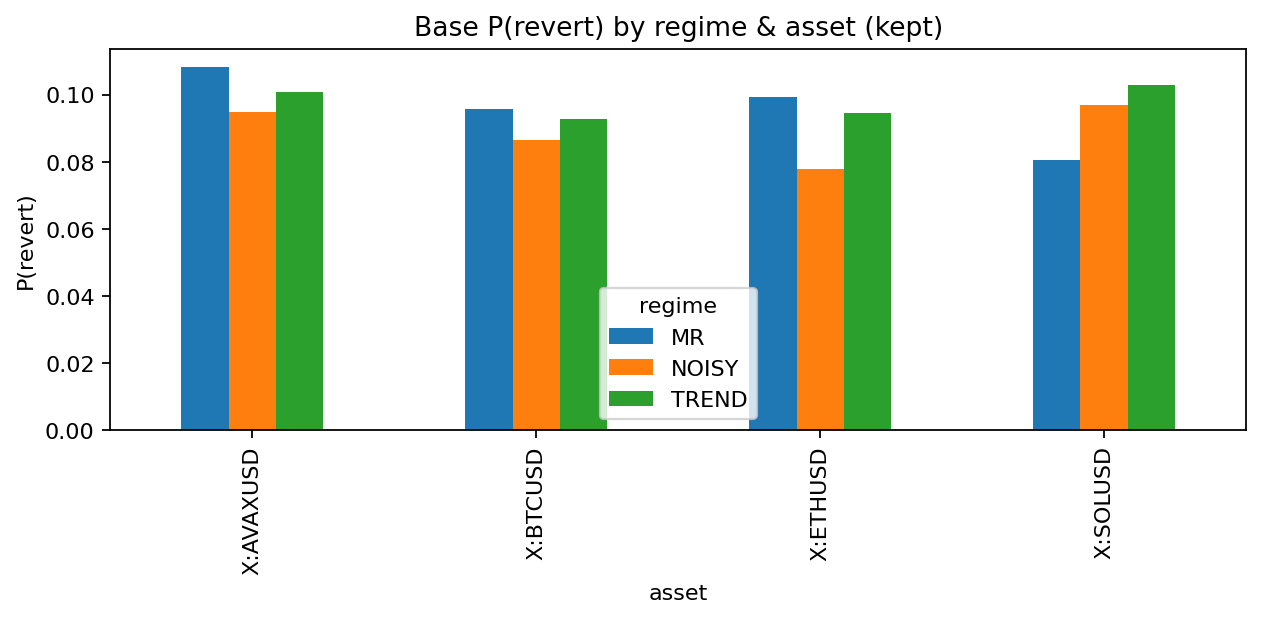 Base P(revert) by regime & asset (kept)
P(revert)
0.10
0.08
0.06
0.04
0.02
0.00
regime
MR
NOISY
TREND
X:AVAXUSD
X:BTCUSD
X:ETHUSD
X:SOLUSD
asset